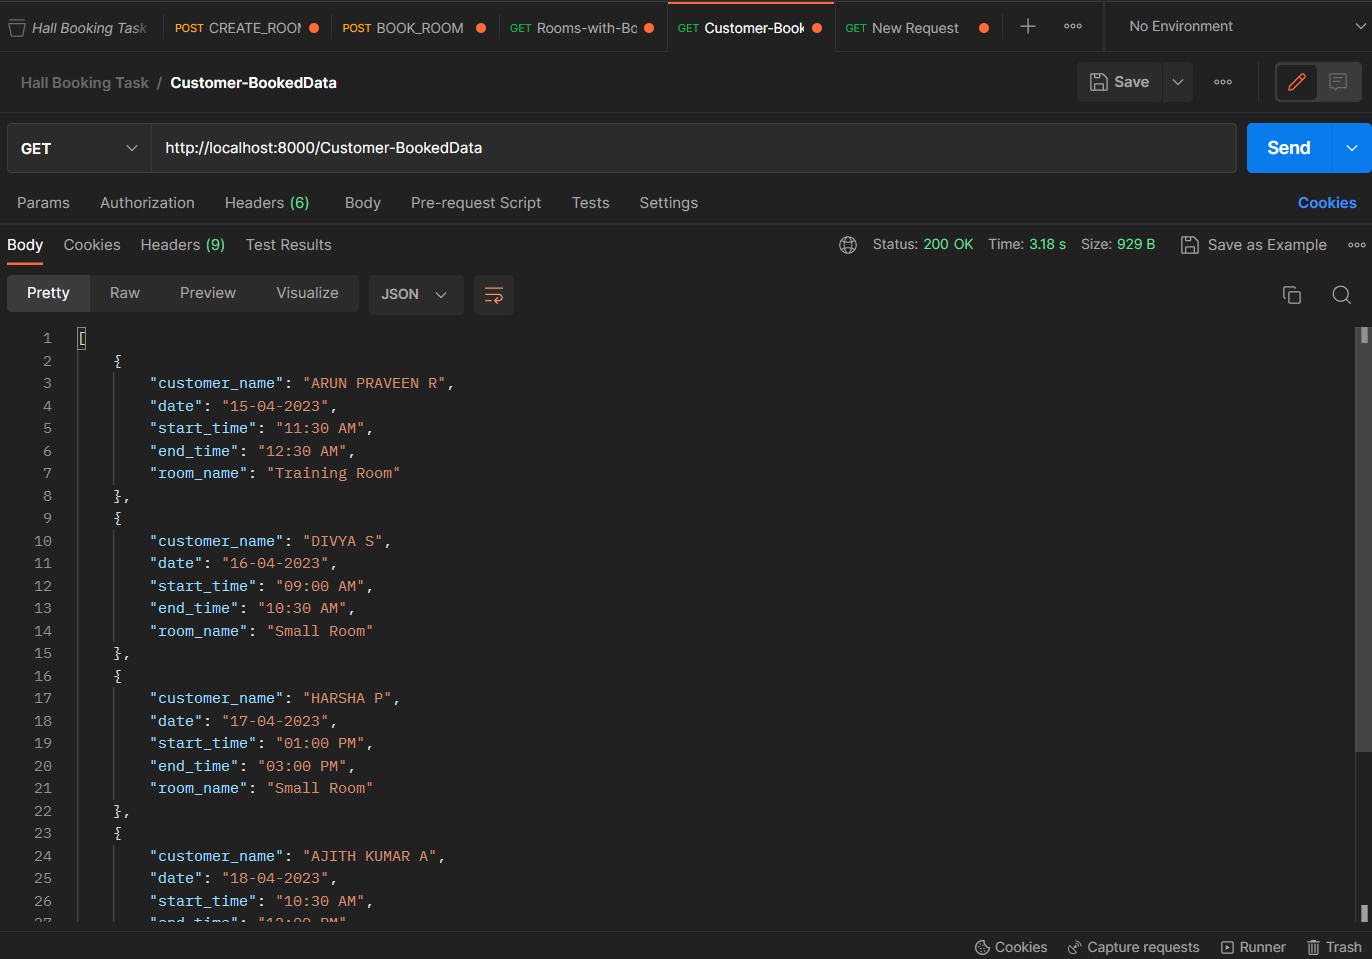 Hall Booking Task POST CREATE_ROOM POST BOOK_ROOM GET Rooms-with-Bo GET Customer-Book GET New Request No Environment
Hall Booking Task / Customer-BookedData Save
GET http://localhost:8000/Customer-BookedData Send
Params Authorization Headers (6) Body Pre-request Script Tests Settings Cookies
Body Cookies Headers (9) Test Results Status: 200 OK Time: 3.18 s Size: 929 B Save as Example
Pretty Raw Preview Visualize JSON
1 [
2 {
3 "customer_name": "ARUN PRAVEEN R",
4 "date": "15-04-2023",
5 "start_time": "11:30 AM",
6 "end_time": "12:30 AM",
7 "room_name": "Training Room"
8 },
9 {
10 "customer_name": "DIVYA S",
11 "date": "16-04-2023",
12 "start_time": "09:00 AM",
13 "end_time": "10:30 AM",
14 "room_name": "Small Room"
15 },
16 {
17 "customer_name": "HARSHA P",
18 "date": "17-04-2023",
19 "start_time": "01:00 PM",
20 "end_time": "03:00 PM",
21 "room_name": "Small Room"
22 },
23 {
24 "customer_name": "AJITH KUMAR A",
25 "date": "18-04-2023",
26 "start_time": "10:30 AM",
27 "end_time":
Cookies Capture requests Runner Trash